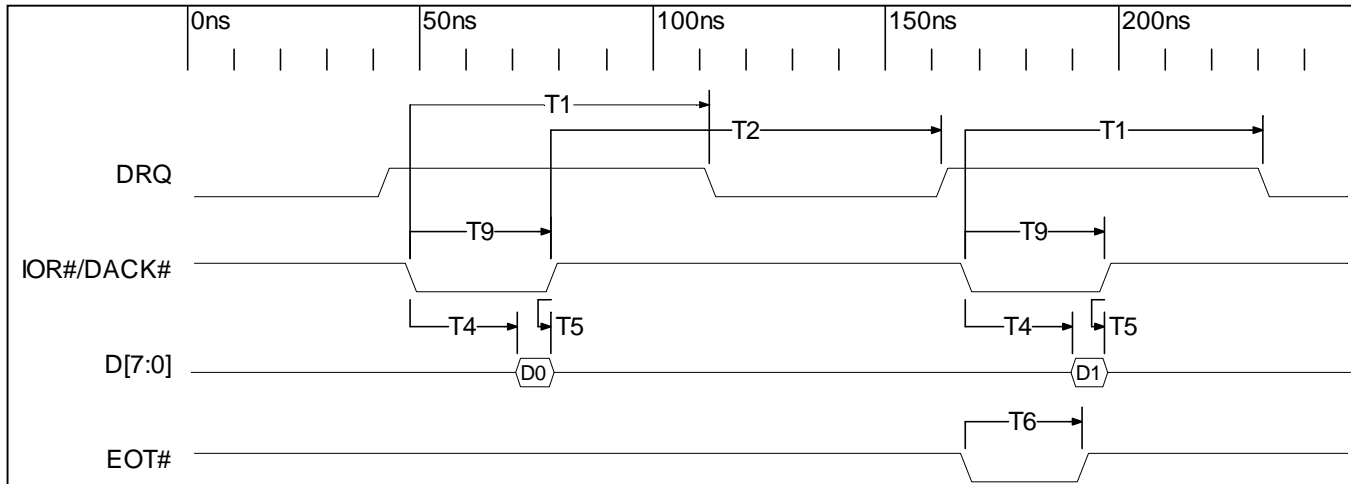 0ns 50ns 100ns 150ns 200ns
T1
T2 T1
DRQ
T9 T9
IOR#/DACK#
T4 T5 T4 T5
D[7:0] D0 D1
T6
EOT#